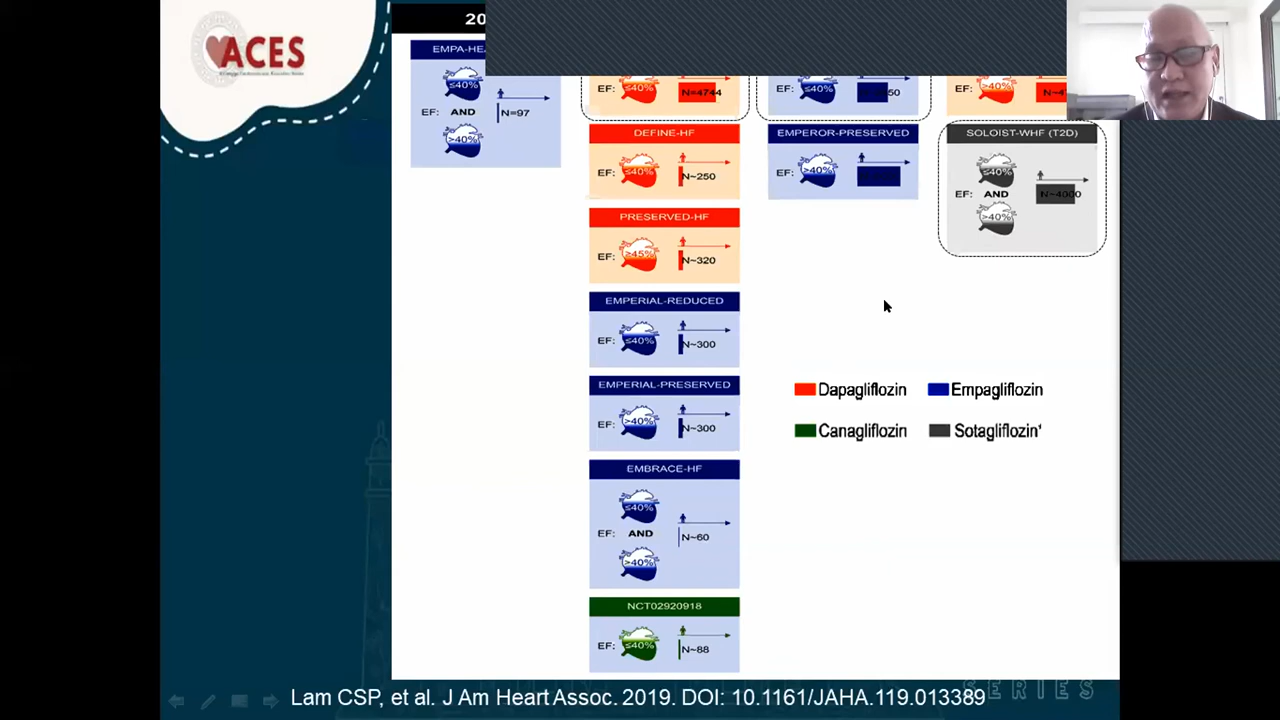 ACES
20
EMPA-HEA
≤40%
EF: AND N=97
>40%
EF: ≤40% N=4744
DEFINE-HF
EF: ≤40% N~250
PRESERVED-HF
EF: ≥45% N~320
EMPERIAL-REDUCED
EF: ≤40% N~300
EMPERIAL-PRESERVED
EF: >40% N~300
EMBRACE-HF
≤40%
EF: AND N~60
>40%
NCT02920918
EF: ≤40% N~88
EF: ≤40% 50
EMPEROR-PRESERVED
EF: >40%
EF: >40% N~4
SOLOIST-WHF (T2D)
≤40%
EF: AND N~4000
>40%
Dapagliflozin Empagliflozin
Canagliflozin Sotagliflozin*
SERIES
Lam CSP, et al. J Am Heart Assoc. 2019. DOI: 10.1161/JAHA.119.013389